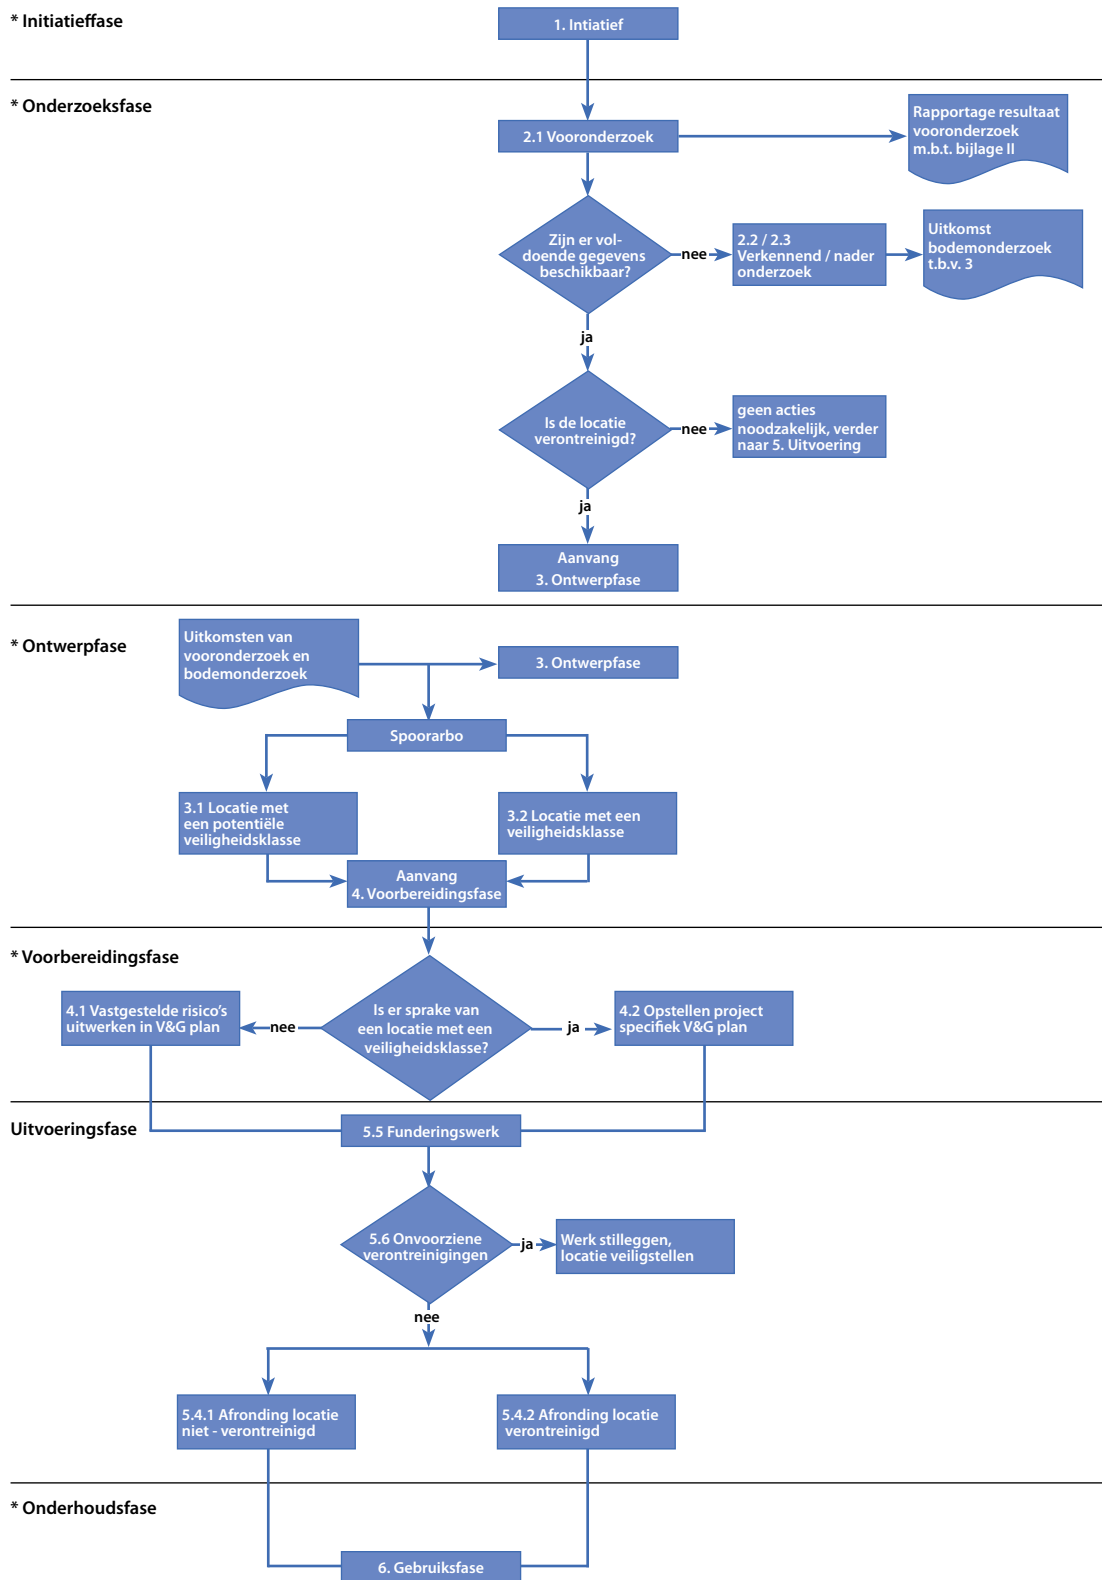 * Initiatieffase
1. Intiatief
* Onderzoeksfase
2.1 Vooronderzoek
Rapportage resultaat
vooronderzoek
m.b.t. bijlage II
Zijn er vol-
doende gegevens
beschikbaar?
nee
2.2 / 2.3
Verkennend / nader
onderzoek
Uitkomst
bodemonderzoek
t.b.v. 3
ja
Is de locatie
verontreinigd?
nee
geen acties
noodzakelijk, verder
naar 5. Uitvoering
ja
Aanvang
3. Ontwerpfase
* Ontwerpfase
Uitkomsten van
vooronderzoek en
bodemonderzoek
3. Ontwerpfase
Spoorarbo
3.1 Locatie met
een potentiële
veiligheidsklasse
3.2 Locatie met een
veiligheidsklasse
Aanvang
4. Voorbereidingsfase
* Voorbereidingsfase
4.1 Vastgestelde risico's
uitwerken in V&G plan
nee
Is er sprake van
een locatie met een
veiligheidsklasse?
ja
4.2 Opstellen project
specifiek V&G plan
Uitvoeringsfase
5.5 Funderingswerk
5.6 Onvoorziene
verontreinigingen
ja
Werk stilleggen,
locatie veiligstellen
nee
5.4.1 Afronding locatie
niet - verontreinigd
5.4.2 Afronding locatie
verontreinigd
* Onderhoudsfase
6. Gebruiksfase